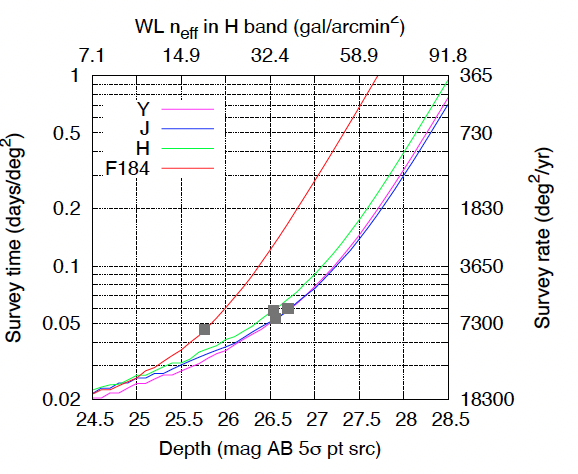 WL n_eff in H band (gal/arcmin²)
7.1 14.9 32.4 58.9 91.8
1 365
Y
J
H
F184
0.5 730
0.2 1830
0.1 3650
0.05 7300
0.02 18300
24.5 25 25.5 26 26.5 27 27.5 28 28.5
Depth (mag AB 5σ pt src)
Survey time (days/deg²)
Survey rate (deg²/yr)